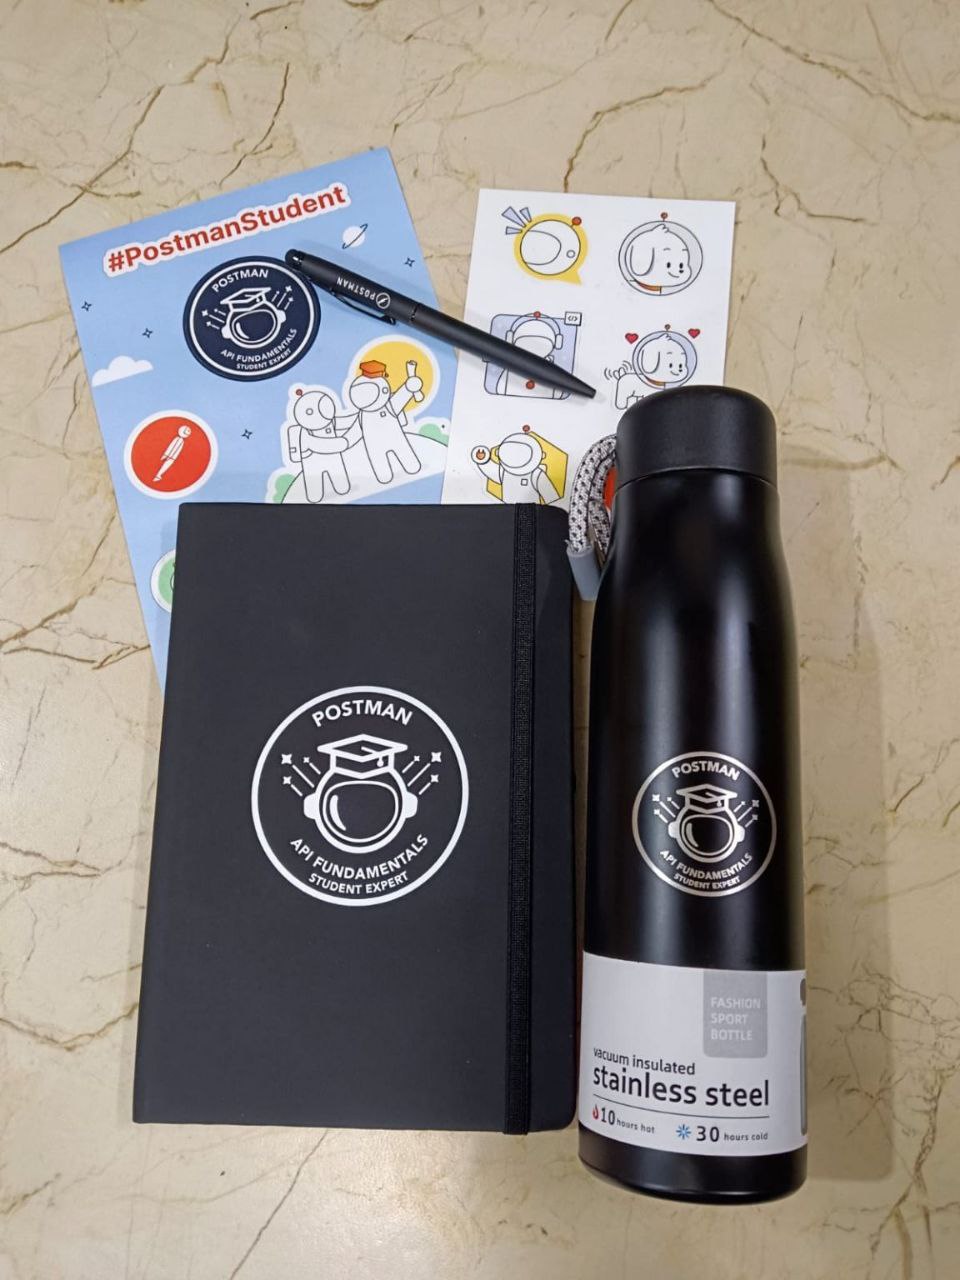 #PostmanStudent
POSTMAN
API FUNDAMENTALS
STUDENT EXPERT
POSTMAN
</>
POSTMAN
API FUNDAMENTALS
STUDENT EXPERT
POSTMAN
API FUNDAMENTALS
STUDENT EXPERT
FASHION
SPORT
BOTTLE
vacuum insulated
stainless steel
10 hours hot
30 hours cold